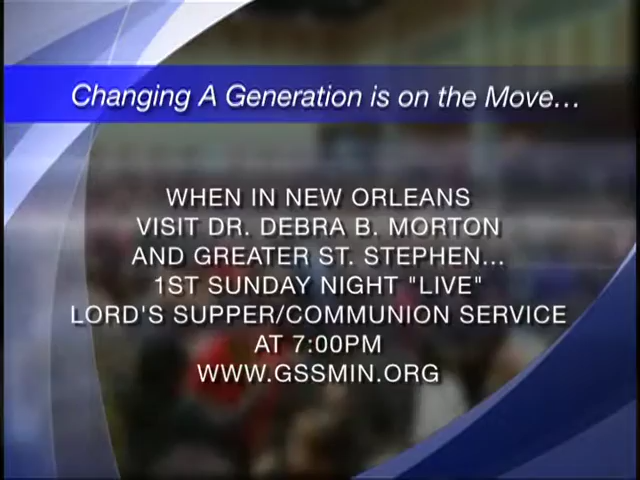 Changing A Generation is on the Move...
WHEN IN NEW ORLEANS
VISIT DR. DEBRA B. MORTON
AND GREATER ST. STEPHEN...
1ST SUNDAY NIGHT "LIVE"
LORD'S SUPPER/COMMUNION SERVICE
AT 7:00PM
WWW.GSSMIN.ORG